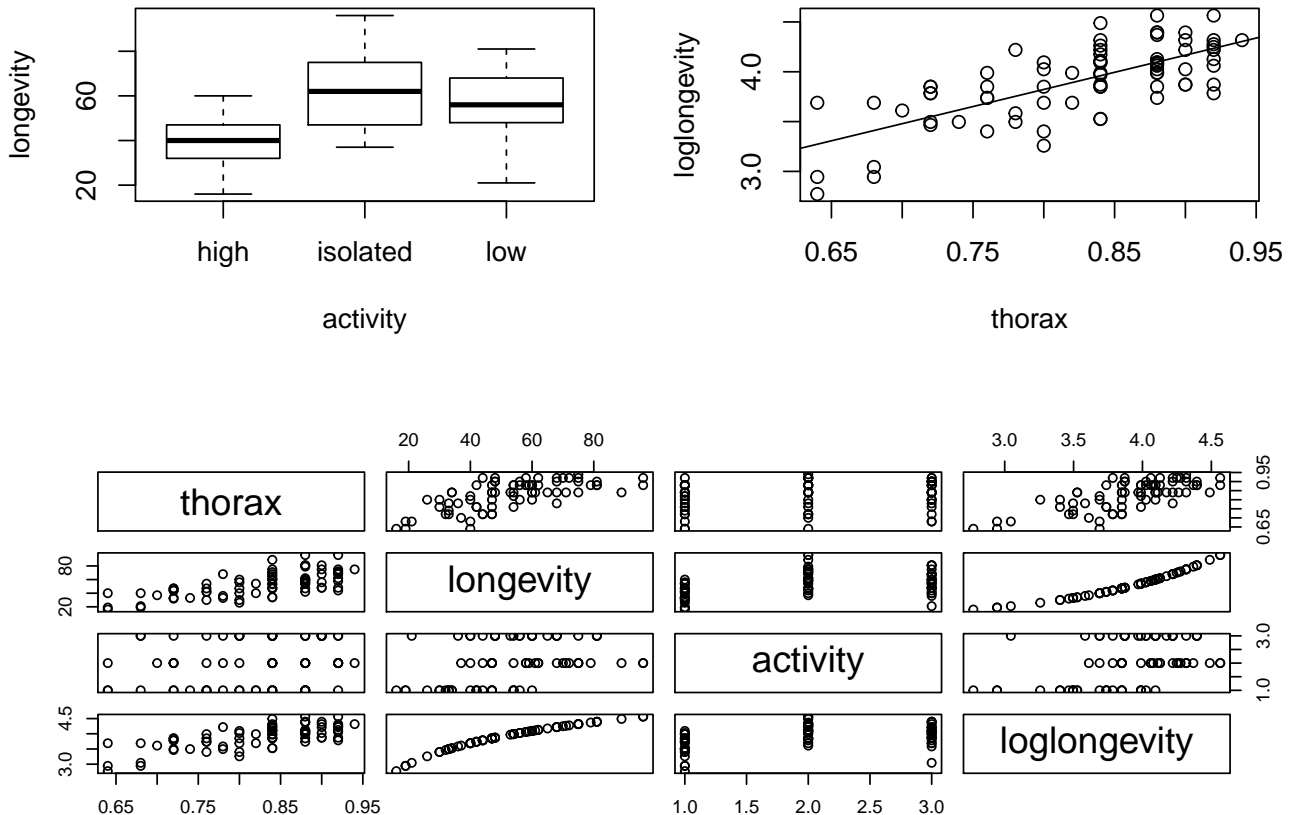 longevity
20 60
high isolated low
activity
loglongevity
3.0 4.0
0.65 0.75 0.85 0.95
thorax
20 40 60 80
3.0 3.5 4.0 4.5
thorax
0.65 0.95
20 80
longevity
activity
1.0 3.0
3.0 4.5
loglongevity
0.65 0.75 0.85 0.95
1.0 1.5 2.0 2.5 3.0